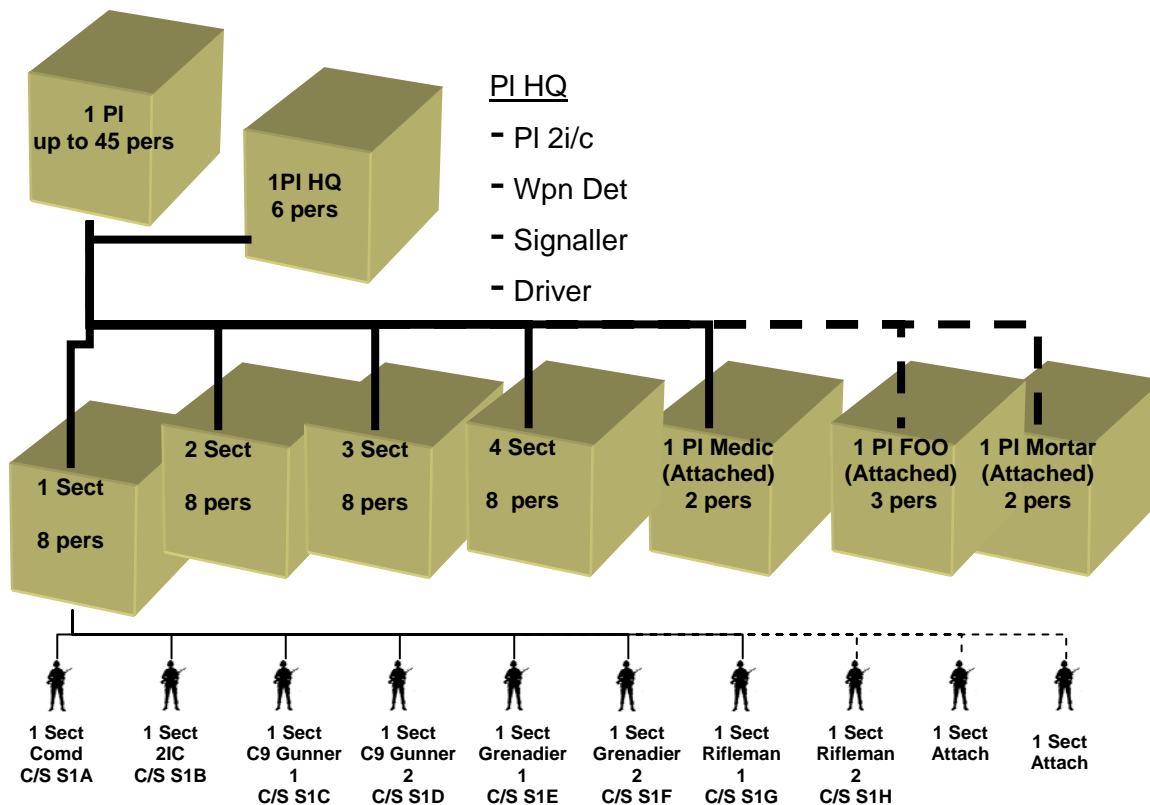 1 Pl
up to 45 pers
1Pl HQ
6 pers
Pl HQ
- Pl 2i/c
- Wpn Det
- Signaller
- Driver
1 Sect
8 pers
2 Sect
8 pers
3 Sect
8 pers
4 Sect
8 pers
1 Pl Medic
(Attached)
2 pers
1 Pl FOO
(Attached)
3 pers
1 Pl Mortar
(Attached)
2 pers
1 Sect
Comd
C/S S1A
1 Sect
2IC
C/S S1B
1 Sect
C9 Gunner
1
C/S S1C
1 Sect
C9 Gunner
2
C/S S1D
1 Sect
Grenadier
1
C/S S1E
1 Sect
Grenadier
2
C/S S1F
1 Sect
Rifleman
1
C/S S1G
1 Sect
Rifleman
2
C/S S1H
1 Sect
Attach
1 Sect
Attach